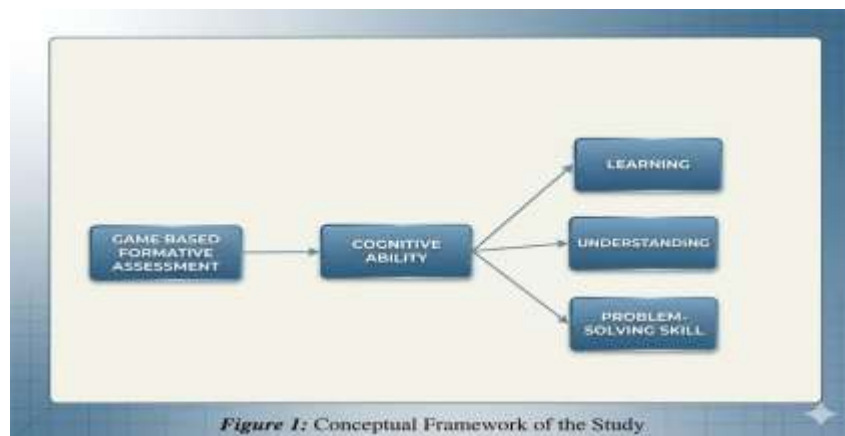 LEARNING
GAME-BASED
FORMATIVE
ASSESSMENT
COGNITIVE
ABILITY
UNDERSTANDING
PROBLEM-
SOLVING SKILL
Figure 1: Conceptual Framework of the Study